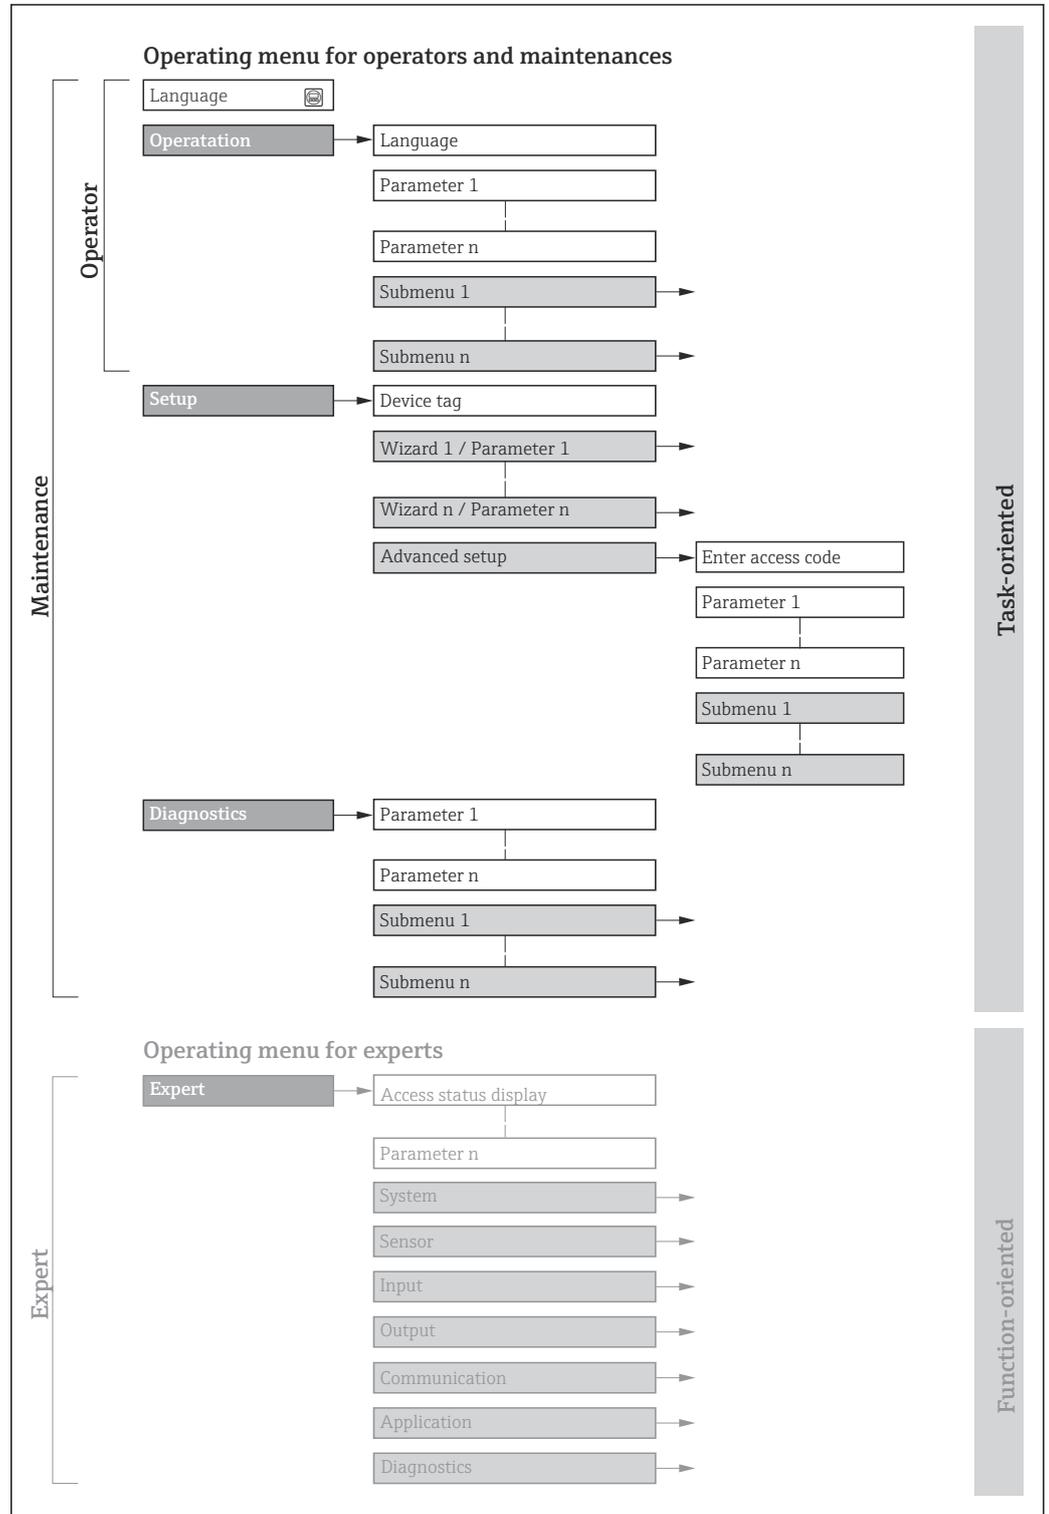 Operating menu for operators and maintenances
Language
Operatation
Language
Parameter 1
Parameter n
Submenu 1
Submenu n
Setup
Device tag
Wizard 1 / Parameter 1
Wizard n / Parameter n
Advanced setup
Enter access code
Parameter 1
Parameter n
Submenu 1
Submenu n
Diagnostics
Parameter 1
Parameter n
Submenu 1
Submenu n
Operator
Maintenance
Task-oriented
Operating menu for experts
Expert
Access status display
Parameter n
System
Sensor
Input
Output
Communication
Application
Diagnostics
Expert
Function-oriented